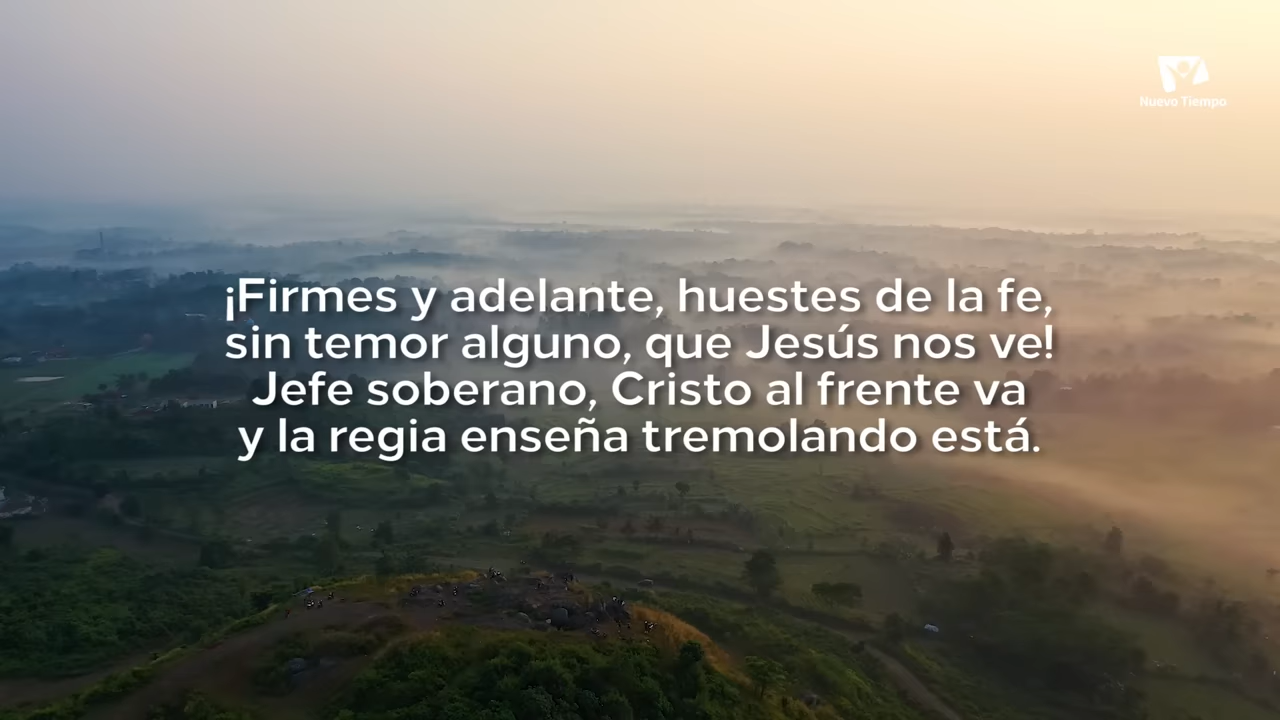 Nuevo Tiempo
¡Firmes y adelante, huestes de la fe,
sin temor alguno, que Jesús nos ve!
Jefe soberano, Cristo al frente va
y la regia enseña tremolando está.